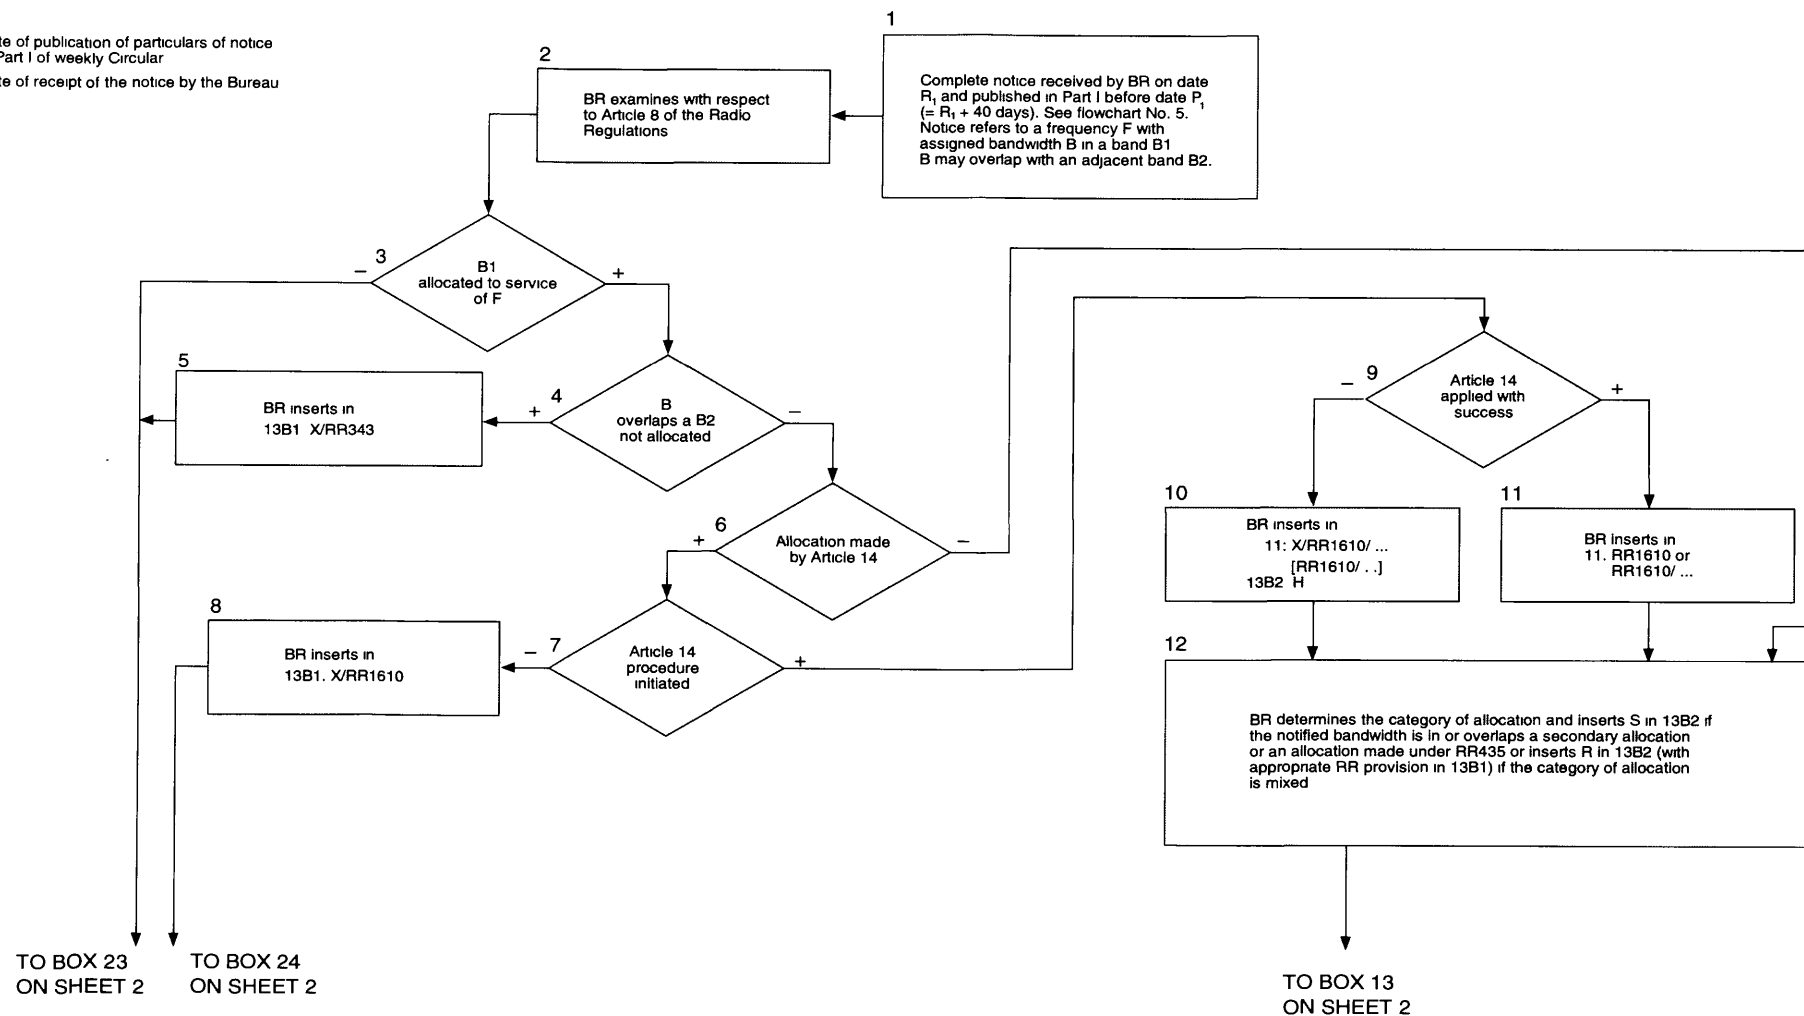 te of publication of particulars of notice
Part I of weekly Circular
te of receipt of the notice by the Bureau
1
Complete notice received by BR on date
R1 and published in Part I before date P1
(= R1 + 40 days). See flowchart No. 5.
Notice refers to a frequency F with
assigned bandwidth B in a band B1
B may overlap with an adjacent band B2.
2
BR examines with respect
to Article 8 of the Radio
Regulations
3
B1
allocated to service
of F
−
+
4
B
overlaps a B2
not allocated
+
−
5
BR inserts in
13B1 X/RR343
6
Allocation made
by Article 14
+
−
7
Article 14
procedure
initiated
−
+
8
BR inserts in
13B1. X/RR1610
9
Article 14
applied with
success
−
+
10
BR inserts in
11: X/RR1610/ ...
[RR1610/ . .]
13B2 H
11
BR inserts in
11. RR1610 or
RR1610/ ...
12
BR determines the category of allocation and inserts S in 13B2 if
the notified bandwidth is in or overlaps a secondary allocation
or an allocation made under RR435 or inserts R in 13B2 (with
appropriate RR provision in 13B1) if the category of allocation
is mixed
TO BOX 23
ON SHEET 2
TO BOX 24
ON SHEET 2
TO BOX 13
ON SHEET 2